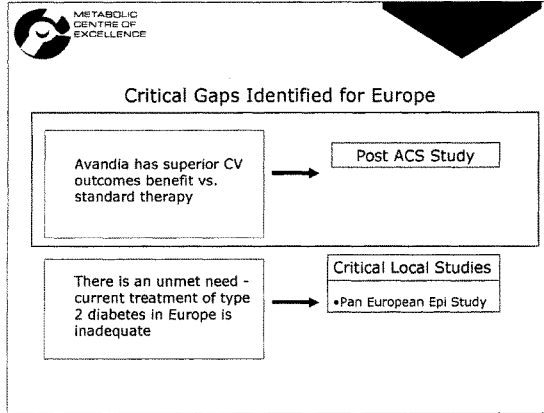 METABOLIC
CENTRE OF
EXCELLENCE
Critical Gaps Identified for Europe
Avandia has superior CV
outcomes benefit vs.
standard therapy
Post ACS Study
There is an unmet need -
current treatment of type
2 diabetes in Europe is
inadequate
Critical Local Studies
•Pan European Epi Study